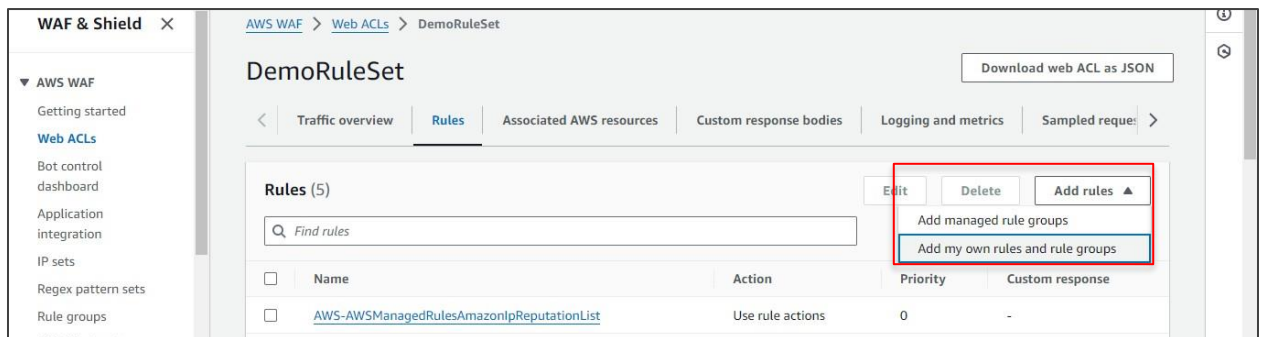 WAF & Shield
AWS WAF > Web ACLs > DemoRuleSet
DemoRuleSet
Download web ACL as JSON
AWS WAF
Getting started
Web ACLs
Bot control
dashboard
Application
integration
IP sets
Regex pattern sets
Rule groups
Traffic overview
Rules
Associated AWS resources
Custom response bodies
Logging and metrics
Sampled reques
Rules (5)
Edit
Delete
Add rules
Add managed rule groups
Add my own rules and rule groups
Find rules
Name Action Priority Custom response
AWS-AWSManagedRulesAmazonIpReputationList Use rule actions 0 -